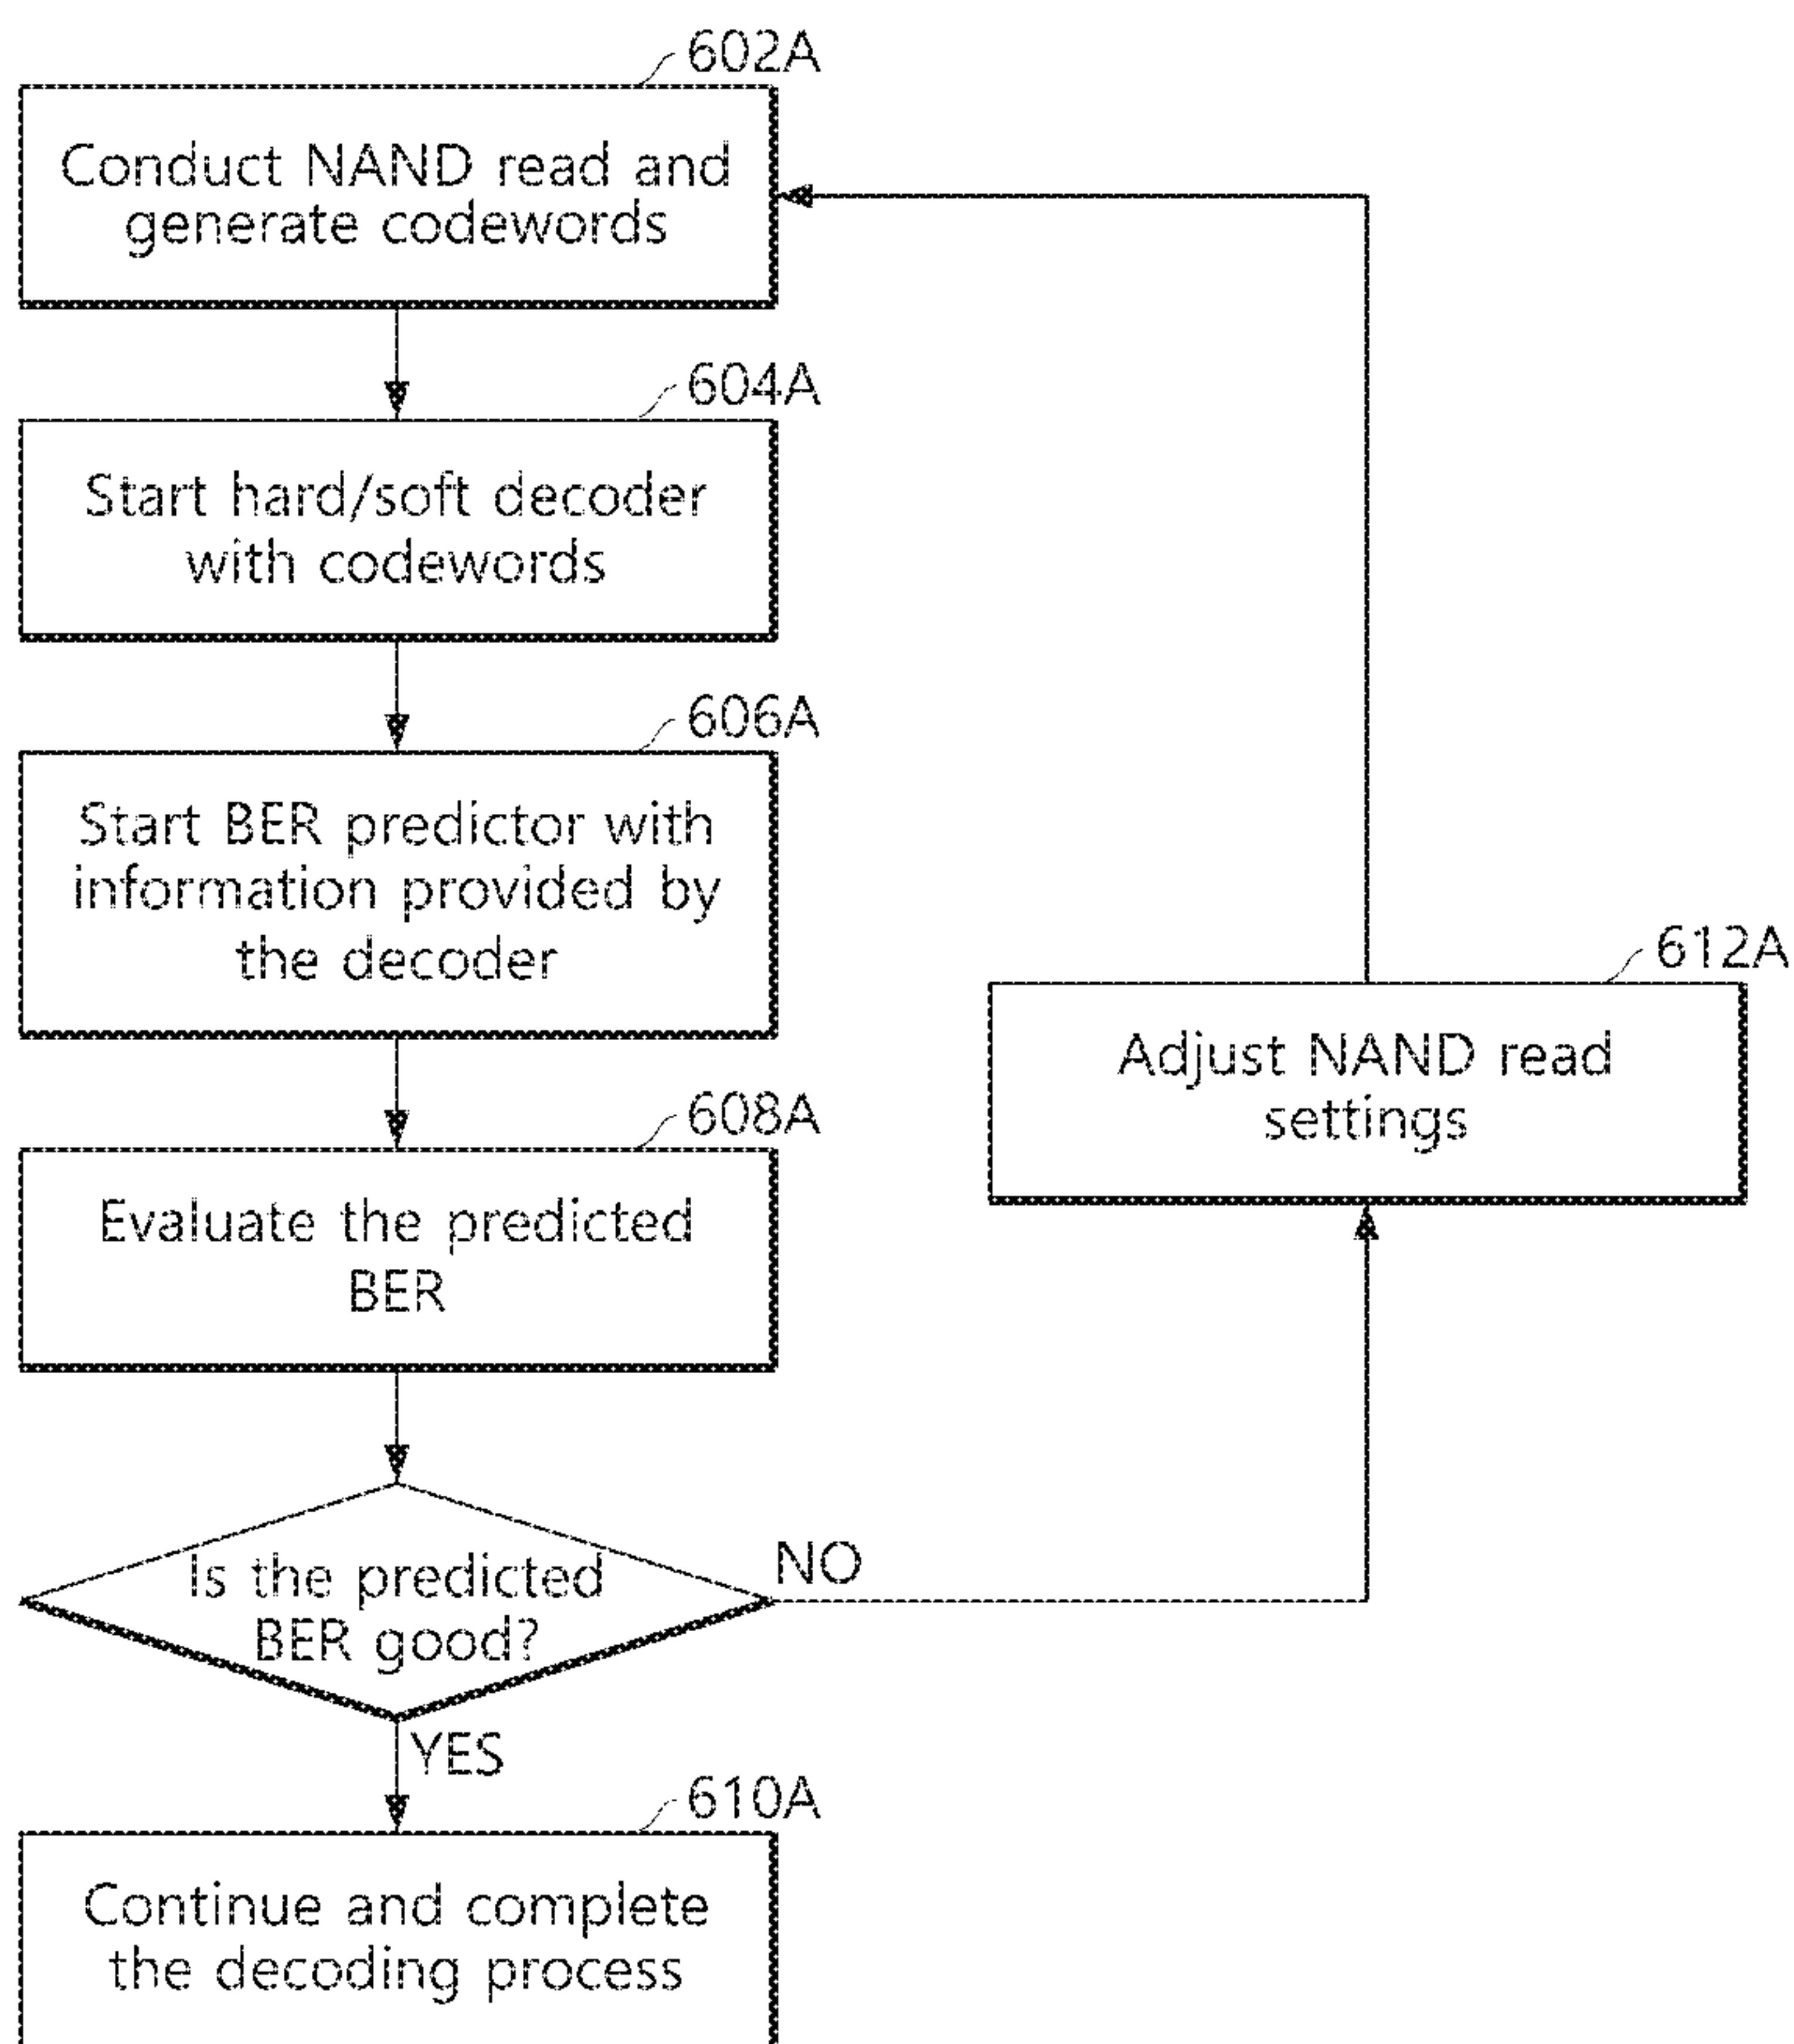 602A
Conduct NAND read and
generate codewords
604A
Start hard/soft decoder
with codewords
606A
Start BER predictor with
information provided by
the decoder
612A
Adjust NAND read
settings
608A
Evaluate the predicted
BER
Is the predicted
BER good?
NO
YES
610A
Continue and complete
the decoding process